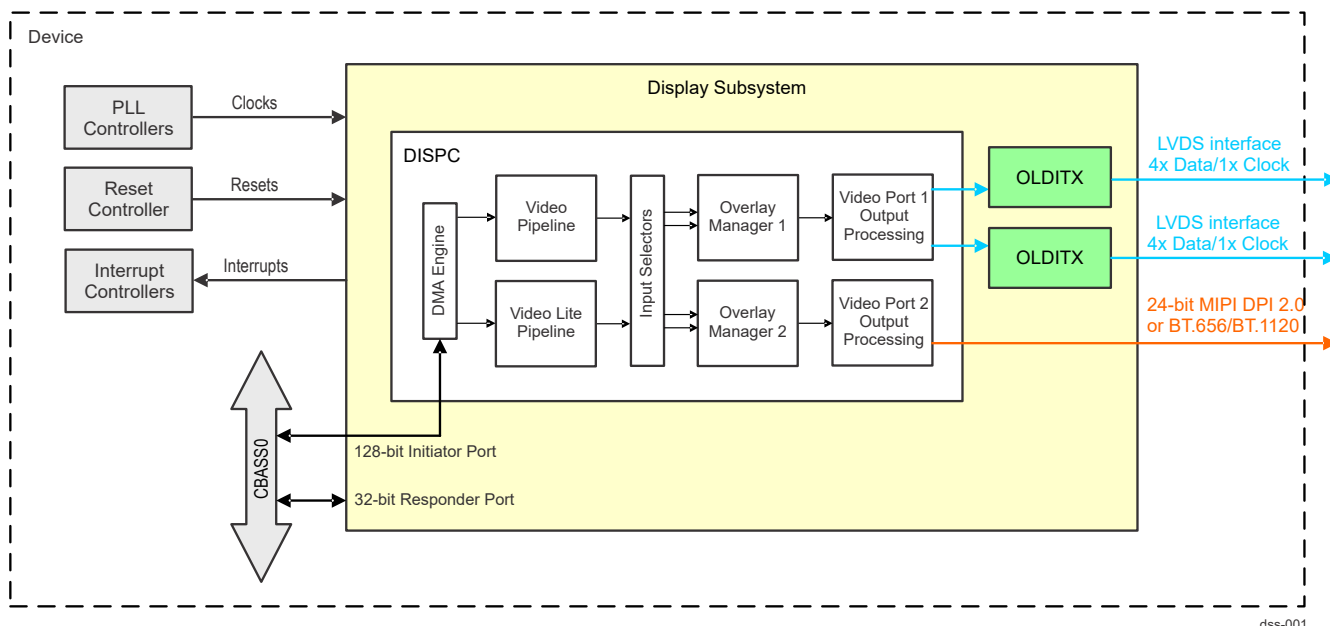 Device
PLL
Controllers
Clocks
Reset
Controller
Resets
Interrupt
Controllers
Interrupts
CBASS0
Display Subsystem
DISPC
DMA Engine
Video
Pipeline
Video Lite
Pipeline
Input Selectors
Overlay
Manager 1
Overlay
Manager 2
Video Port 1
Output
Processing
Video Port 2
Output
Processing
OLDITX
OLDITX
LVDS interface
4x Data/1x Clock
LVDS interface
4x Data/1x Clock
24-bit MIPI DPI 2.0
or BT.656/BT.1120
128-bit Initiator Port
32-bit Responder Port
dss-001